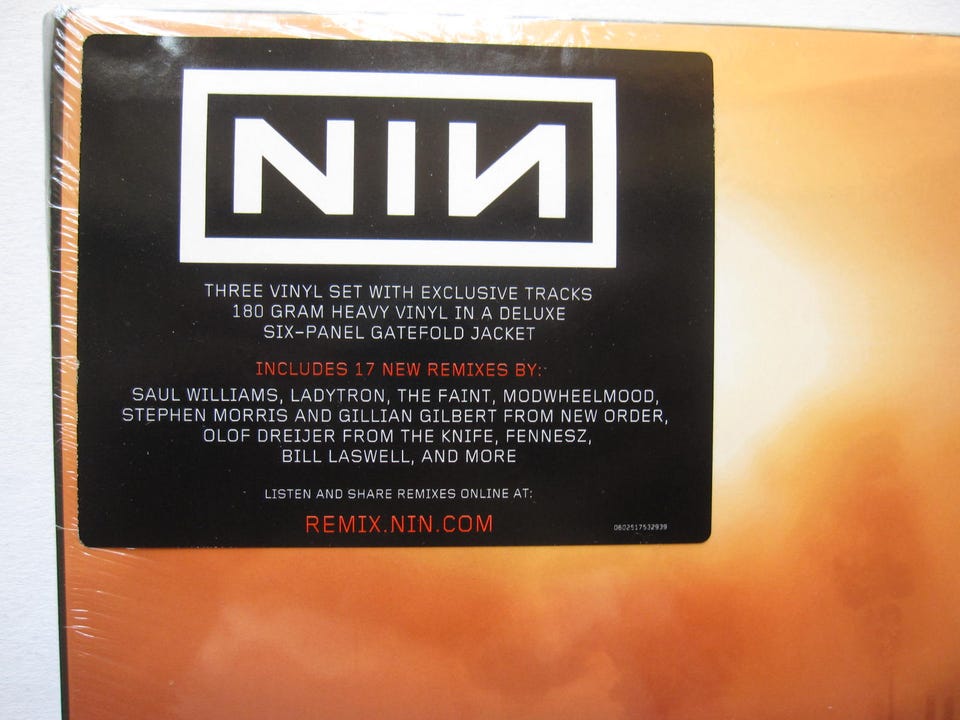 NIN
THREE VINYL SET WITH EXCLUSIVE TRACKS
180 GRAM HEAVY VINYL IN A DELUXE
SIX-PANEL GATEFOLD JACKET
INCLUDES 17 NEW REMIXES BY:
SAUL WILLIAMS, LADYTRON, THE FAINT, MODWHEELMOOD,
STEPHEN MORRIS AND GILLIAN GILBERT FROM NEW ORDER,
OLOF DREIJER FROM THE KNIFE, FENNESZ,
BILL LASWELL, AND MORE
LISTEN AND SHARE REMIXES ONLINE AT:
REMIX.NIN.COM
0602517532939